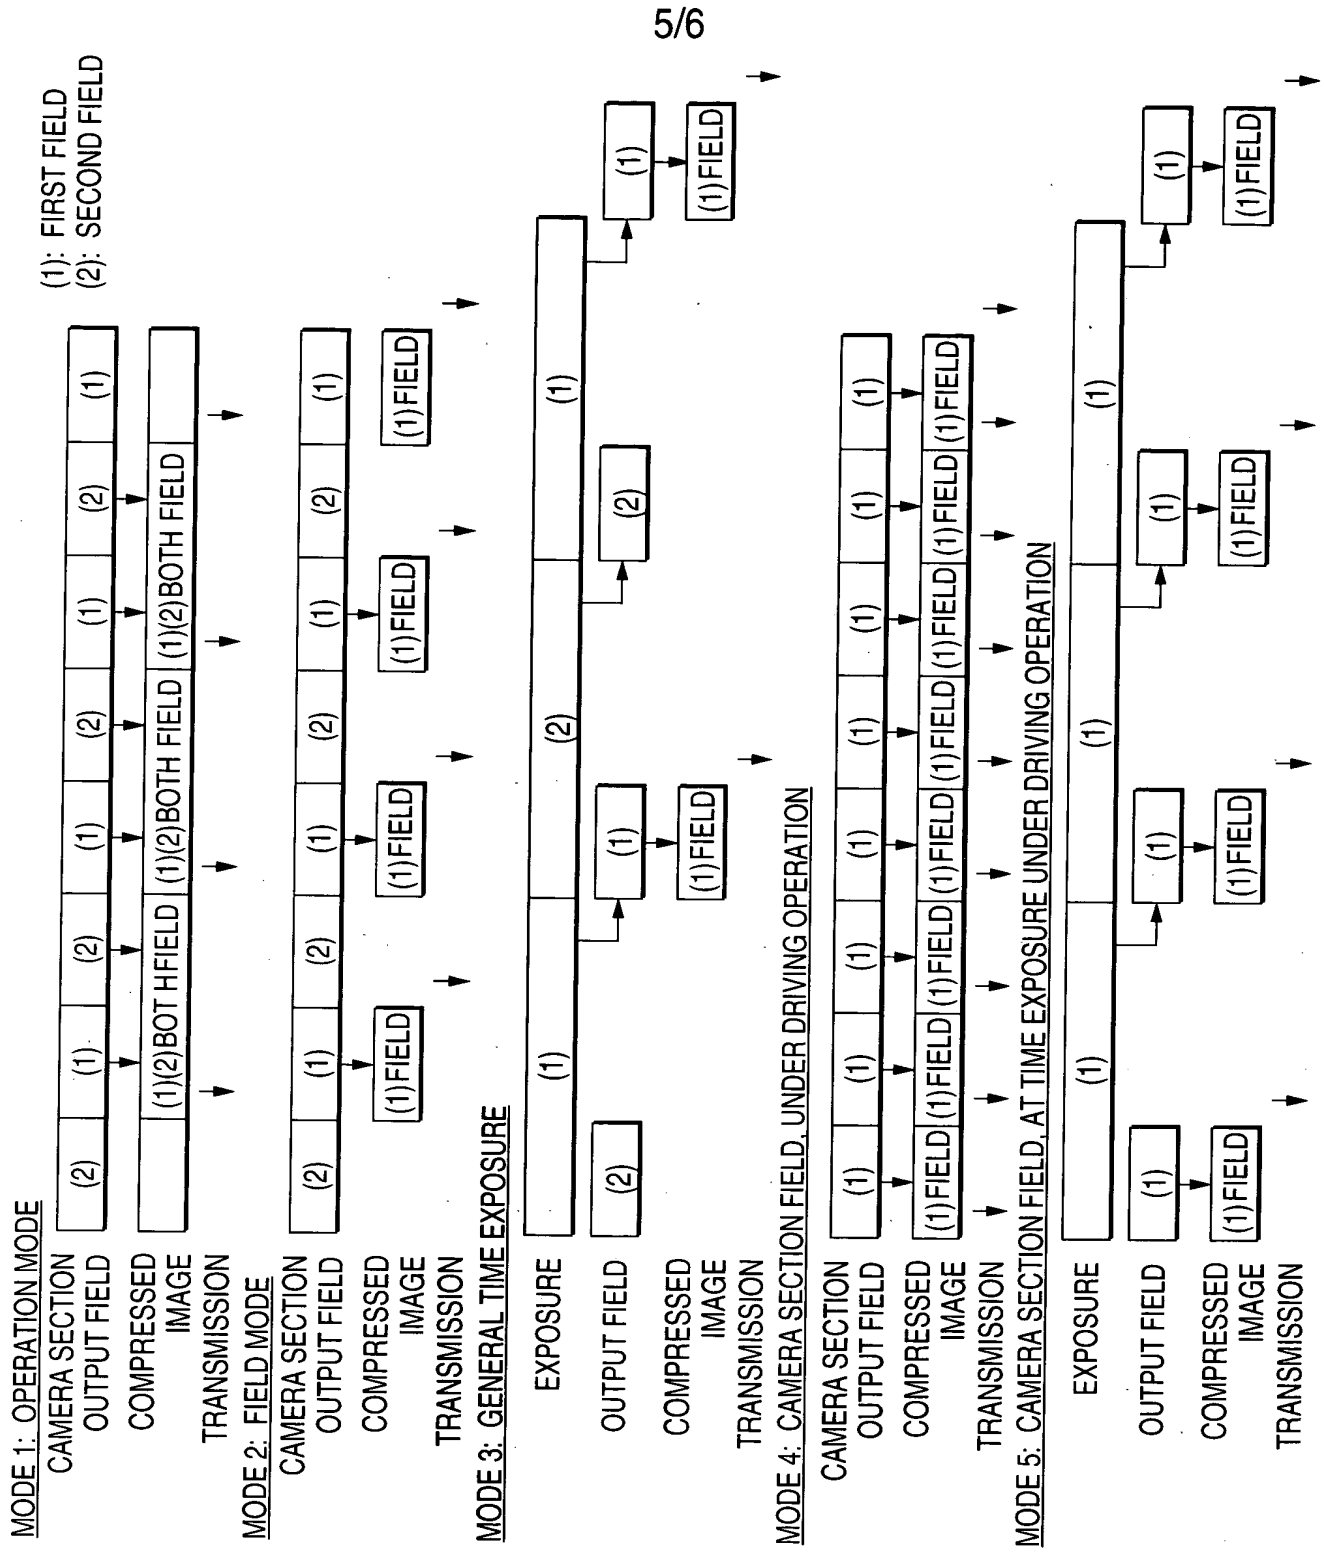 5/6
(1): FIRST FIELD
(2): SECOND FIELD
MODE 1: OPERATION MODE
CAMERA SECTION
OUTPUT FIELD
(2) (1) (2) (1) (2) (1) (2) (1)
COMPRESSED
IMAGE
(1)(2)BOT HFIELD (1)(2)BOTH FIELD (1)(2)BOTH FIELD
TRANSMISSION
MODE 2: FIELD MODE
CAMERA SECTION
OUTPUT FIELD
(2) (1) (2) (1) (2) (1) (2) (1)
COMPRESSED
IMAGE
(1)FIELD (1)FIELD (1)FIELD (1)FIELD
TRANSMISSION
MODE 3: GENERAL TIME EXPOSURE
EXPOSURE
(1) (2) (1)
OUTPUT FIELD
(2) (1) (2) (1)
COMPRESSED
IMAGE
(1)FIELD (1)FIELD
TRANSMISSION
MODE 4: CAMERA SECTION FIELD, UNDER DRIVING OPERATION
CAMERA SECTION
OUTPUT FIELD
(1) (1) (1) (1) (1) (1) (1) (1)
COMPRESSED
IMAGE
(1)FIELD (1)FIELD (1)FIELD (1)FIELD (1)FIELD (1)FIELD (1)FIELD (1)FIELD
TRANSMISSION
MODE 5: CAMERA SECTION FIELD, AT TIME EXPOSURE UNDER DRIVING OPERATION
EXPOSURE
(1) (1) (1)
OUTPUT FIELD
(1) (1) (1) (1)
COMPRESSED
IMAGE
(1)FIELD (1)FIELD (1)FIELD (1)FIELD
TRANSMISSION